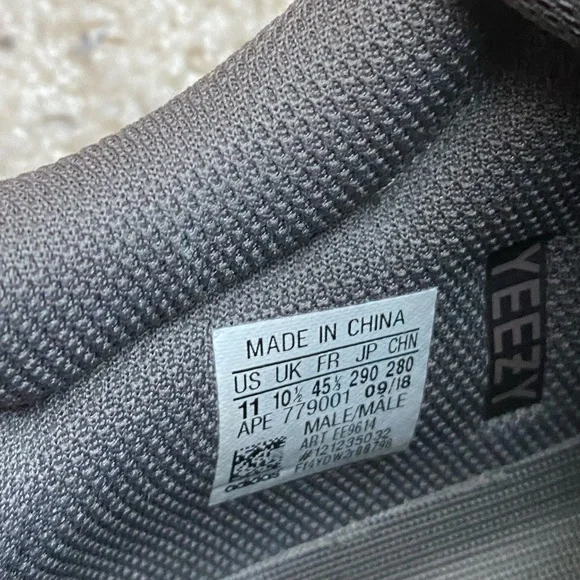 MADE IN CHINA
US UK FR JP CHN
11 10½ 45⅓ 290 280
APE 779001 09/18
MALE/MÂLE
ART EE9614
#121235032
adidas
YEEZY